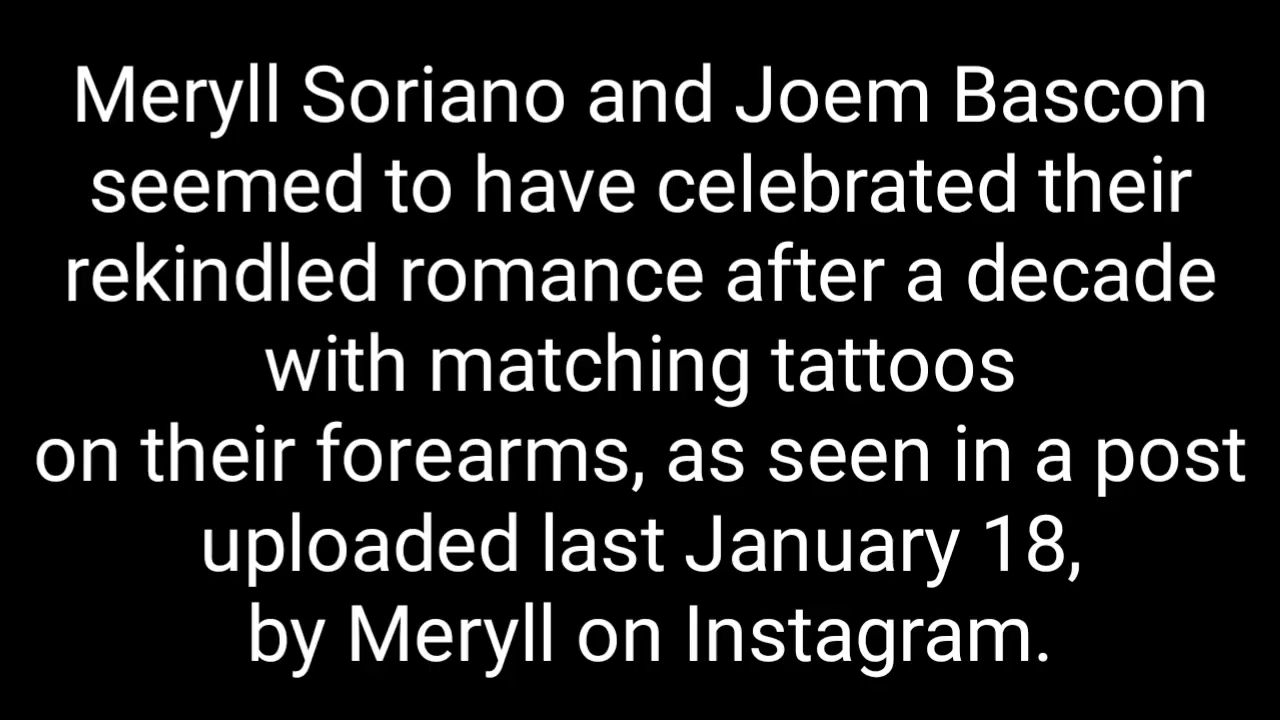 Meryll Soriano and Joem Bascon
seemed to have celebrated their
rekindled romance after a decade
with matching tattoos
on their forearms, as seen in a post
uploaded last January 18,
by Meryll on Instagram.